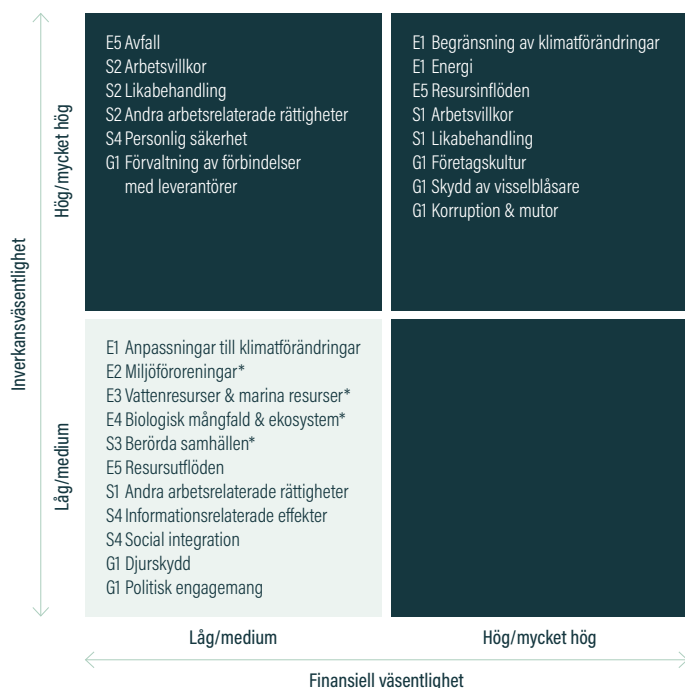 Inverkansväsentlighet
Hög/mycket hög
E5 Avfall
S2 Arbetsvillkor
S2 Likabehandling
S2 Andra arbetsrelaterade rättigheter
S4 Personlig säkerhet
G1 Förvaltning av förbindelser
med leverantörer
E1 Begränsning av klimatförändringar
E1 Energi
E5 Resursinflöden
S1 Arbetsvillkor
S1 Likabehandling
G1 Företagskultur
G1 Skydd av visselblåsare
G1 Korruption & mutor
Låg/medium
E1 Anpassningar till klimatförändringar
E2 Miljöföroreningar*
E3 Vattenresurser & marina resurser*
E4 Biologisk mångfald & ekosystem*
S3 Berörda samhällen*
E5 Resursutflöden
S1 Andra arbetsrelaterade rättigheter
S4 Informationsrelaterade effekter
S4 Social integration
G1 Djurskydd
G1 Politisk engagemang
Låg/medium
Hög/mycket hög
Finansiell väsentlighet